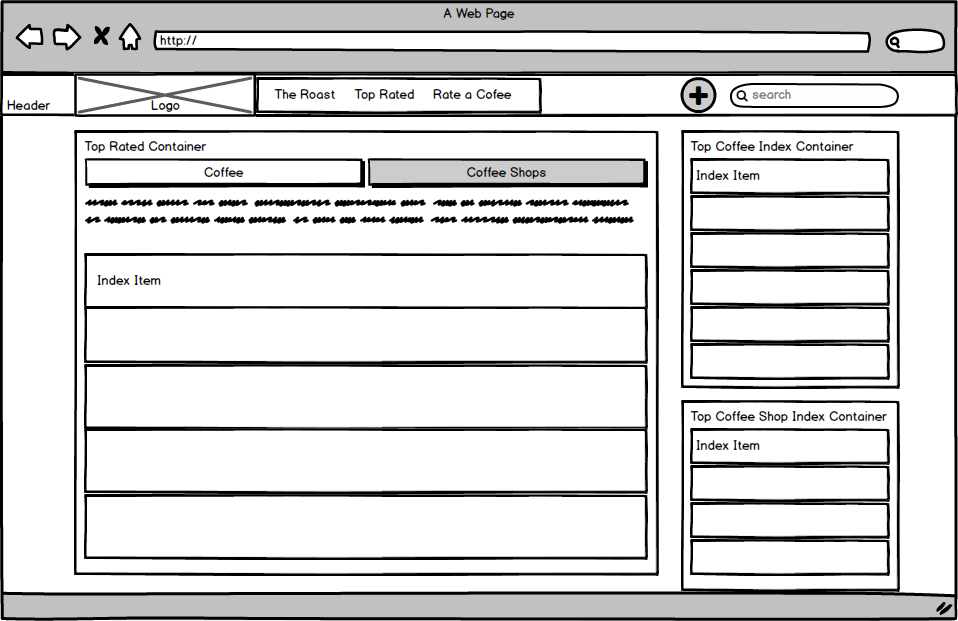 A Web Page
http://
Header
Logo
The Roast Top Rated Rate a Cofee
search
Top Rated Container
Coffee Coffee Shops
Index Item
Top Coffee Index Container
Index Item
Top Coffee Shop Index Container
Index Item